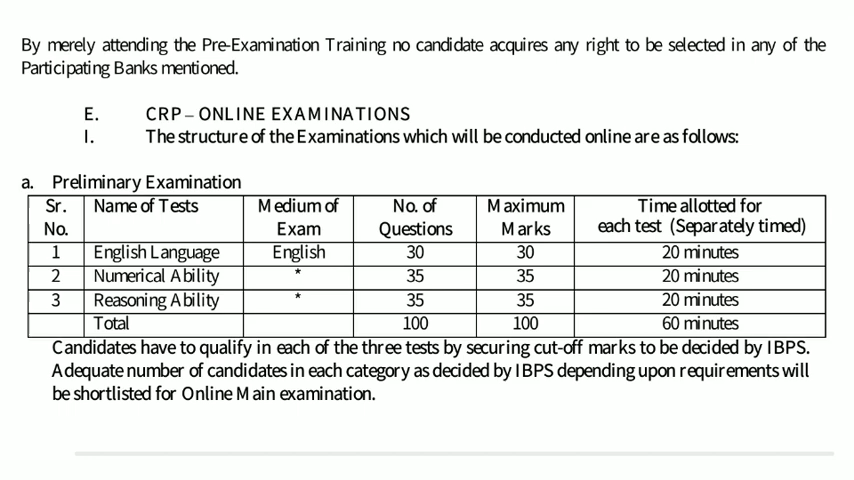 By merely attending the Pre-Examination Training no candidate acquires any right to be selected in any of the
Participating Banks mentioned.
E. CRP – ONLINE EXAMINATIONS
I. The structure of the Examinations which will be conducted online are as follows:
a. Preliminary Examination
Sr. No. Name of Tests Medium of Exam No. of Questions Maximum Marks Time allotted for each test (Separately timed)
1 English Language English 30 30 20 minutes
2 Numerical Ability * 35 35 20 minutes
3 Reasoning Ability * 35 35 20 minutes
Total 100 100 60 minutes
Candidates have to qualify in each of the three tests by securing cut-off marks to be decided by IBPS.
Adequate number of candidates in each category as decided by IBPS depending upon requirements will
be shortlisted for Online Main examination.